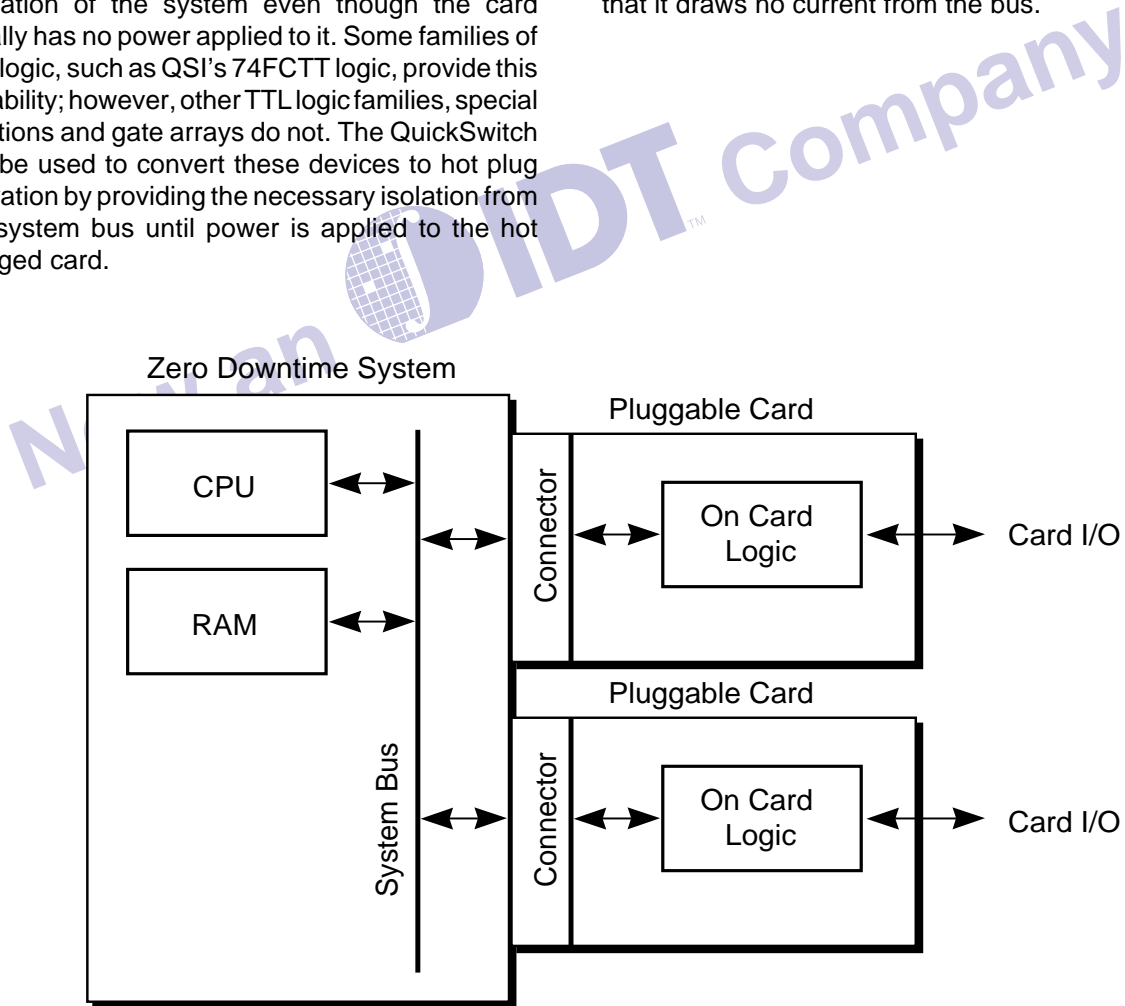 ation of the system even though the card
ally has no power applied to it. Some families of
logic, such as QSI's 74FCTT logic, provide this
ability; however, other TTL logic families, special
tions and gate arrays do not. The QuickSwitch
be used to convert these devices to hot plug
ation by providing the necessary isolation from
system bus until power is applied to the hot
ged card.
that it draws no current from the bus.
Now an IDT™ Company
Zero Downtime System
CPU
RAM
System Bus
Pluggable Card
Connector
On Card
Logic
Card I/O
Pluggable Card
Connector
On Card
Logic
Card I/O